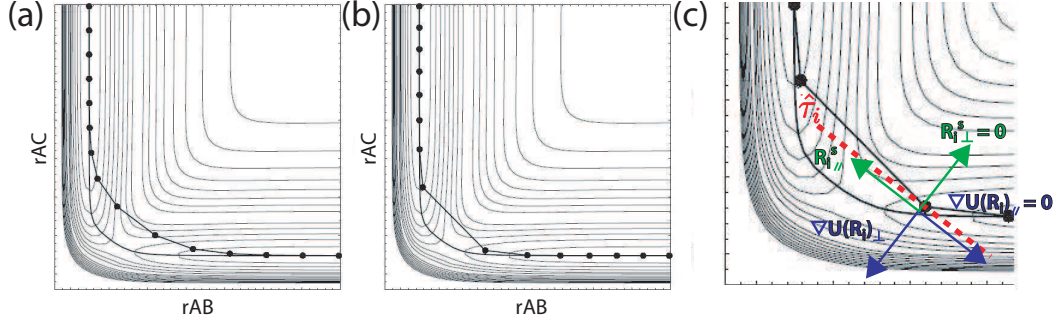 (a)
rAC
rAB
(b)
rAC
rAB
(c)
τ̂i
Ri^s//
Ri^s⊥=0
∇U(Ri)//=0
∇U(Ri)⊥